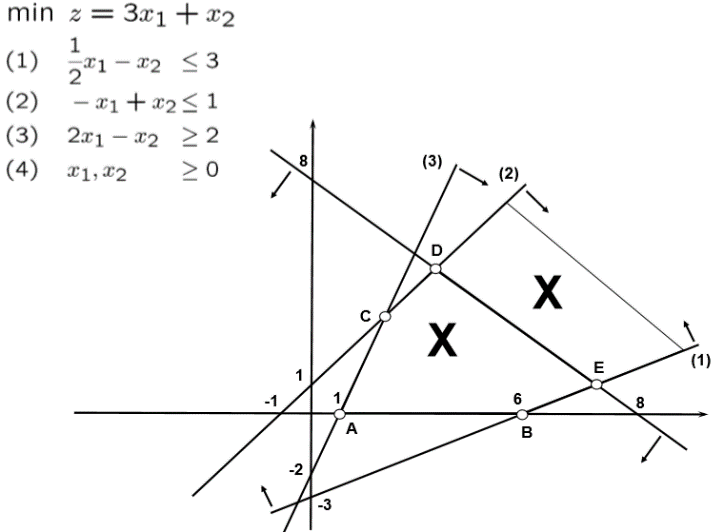 min z = 3x₁ + x₂
(1) ½x₁ − x₂ ≤ 3
(2) − x₁ + x₂ ≤ 1
(3) 2x₁ − x₂ ≥ 2
(4) x₁, x₂ ≥ 0
8
(3)
(2)
D
X
C
X
(1)
E
1
-1
1
6
8
A
B
-2
-3